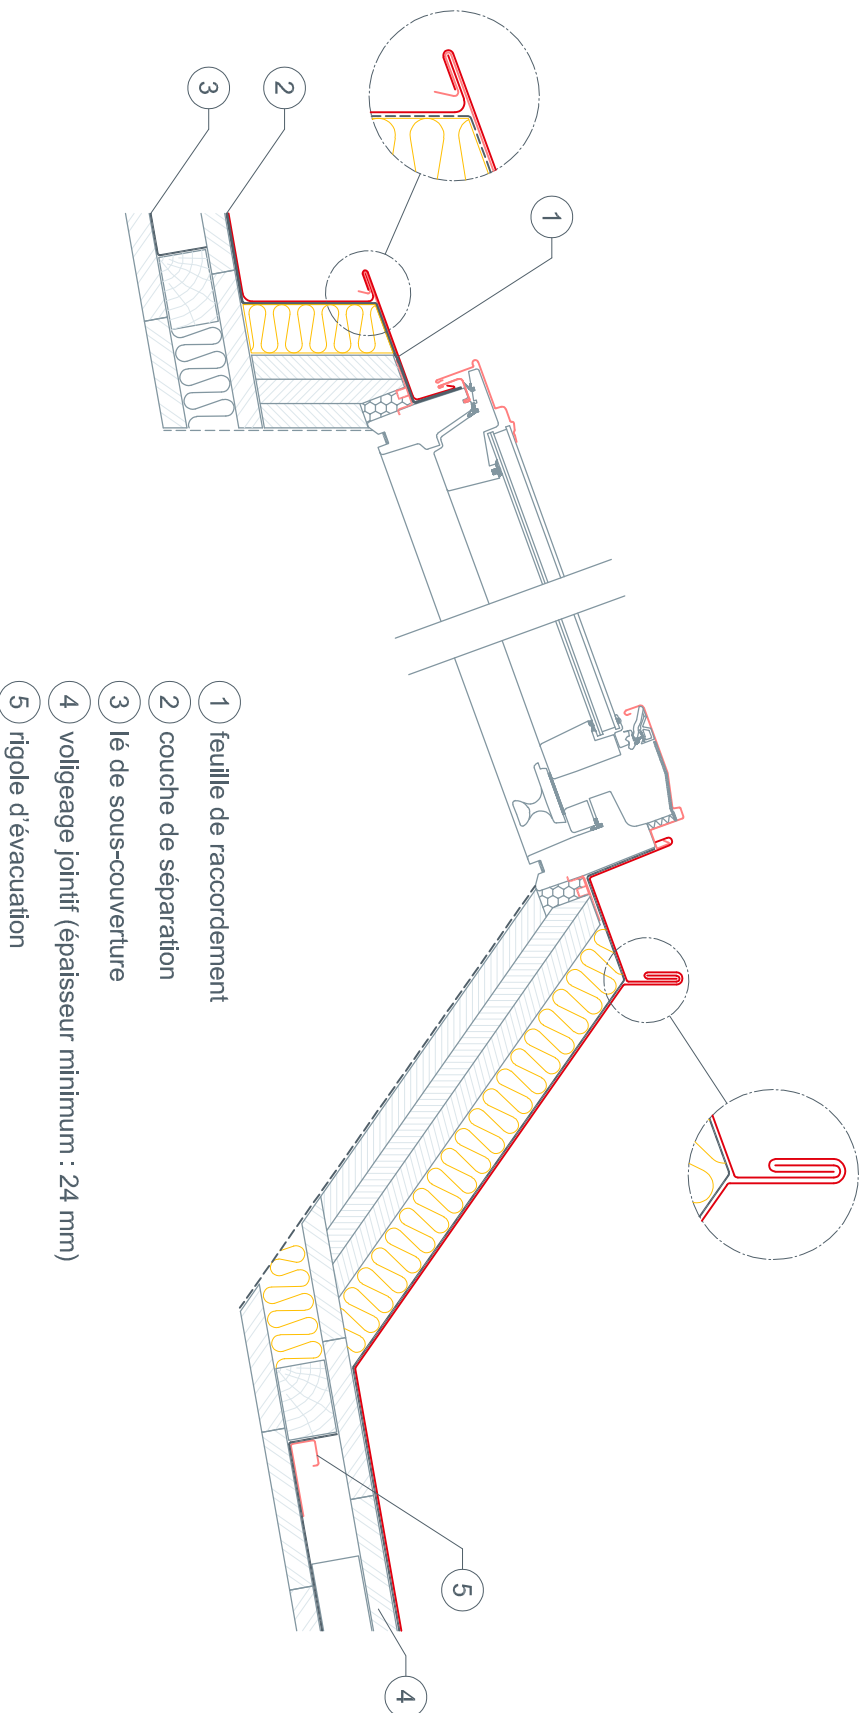 3
2
1
5
4
1 feuille de raccordement
2 couche de séparation
3 lé de sous-couverture
4 voligeage jointif (épaisseur minimum : 24 mm)
5 rigole d'évacuation